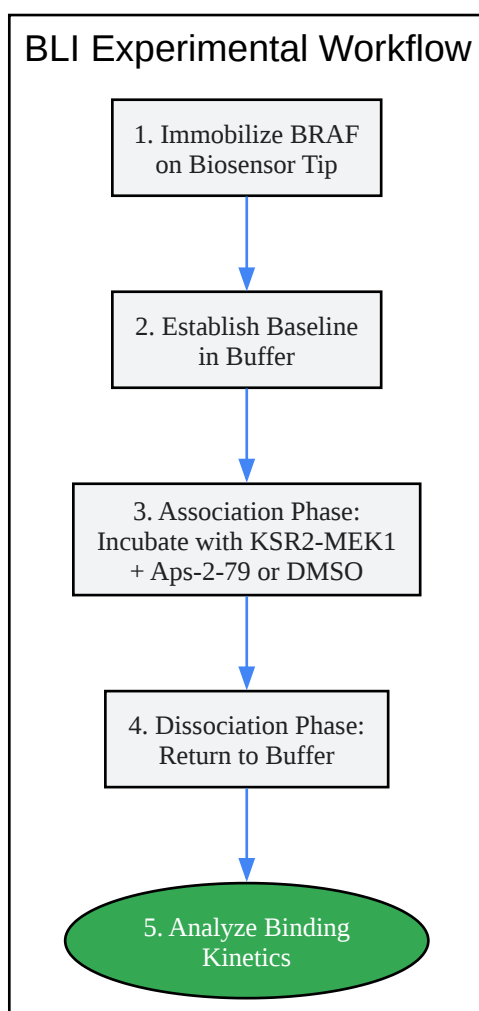 BLI Experimental Workflow
1. Immobilize BRAF
on Biosensor Tip
2. Establish Baseline
in Buffer
3. Association Phase:
Incubate with KSR2-MEK1
+ Aps-2-79 or DMSO
4. Dissociation Phase:
Return to Buffer
5. Analyze Binding
Kinetics